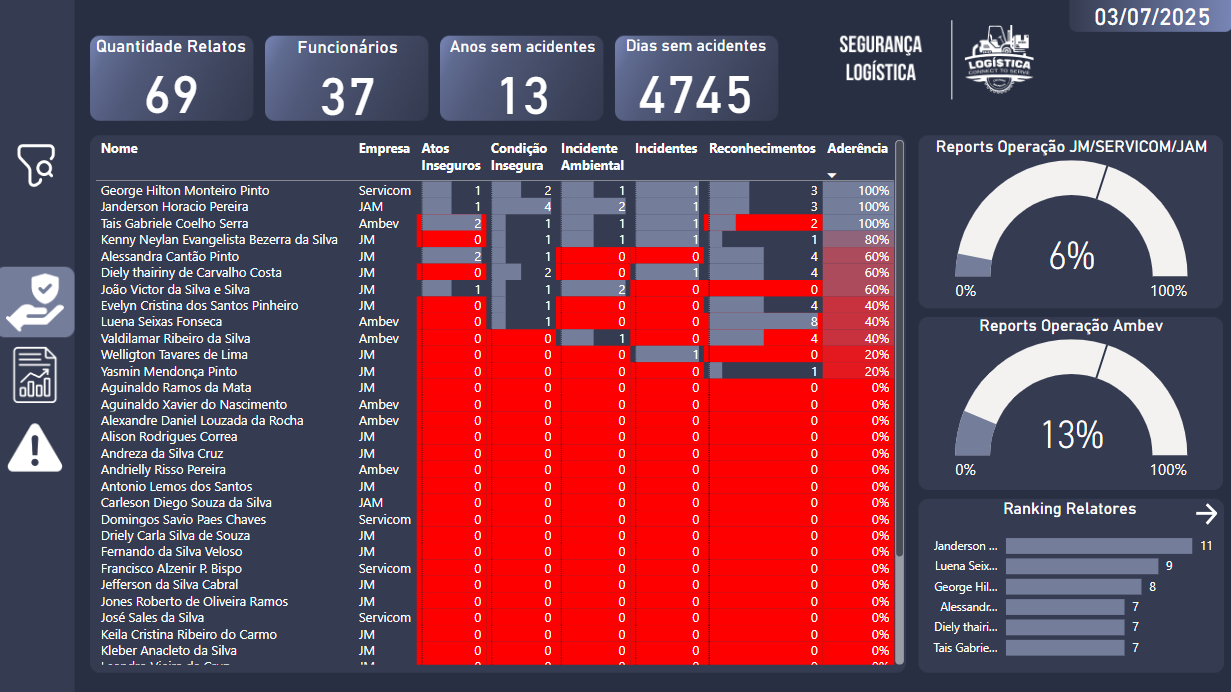 03/07/2025
Quantidade Relatos
69
Funcionários
37
Anos sem acidentes
13
Dias sem acidentes
4745
SEGURANÇA
LOGÍSTICA
LOGÍSTICA
CONNECT TO SERVE
Nome Empresa Atos Inseguros Condição Insegura Incidente Ambiental Incidentes Reconhecimentos Aderência
George Hilton Monteiro Pinto Servicom 1 2 1 1 3 100%
Janderson Horacio Pereira JAM 1 4 2 1 3 100%
Tais Gabriele Coelho Serra Ambev 2 1 1 1 2 100%
Kenny Neylan Evangelista Bezerra da Silva JM 0 1 1 1 1 80%
Alessandra Cantão Pinto JM 2 1 0 0 4 60%
Diely thairiny de Carvalho Costa JM 0 2 0 1 4 60%
João Victor da Silva e Silva JM 1 1 2 0 0 60%
Evelyn Cristina dos Santos Pinheiro JM 0 1 0 0 4 40%
Luena Seixas Fonseca Ambev 0 1 0 0 8 40%
Valdilamar Ribeiro da Silva Ambev 0 0 1 0 4 40%
Welligton Tavares de Lima JM 0 0 0 1 0 20%
Yasmin Mendonça Pinto JM 0 0 0 0 1 20%
Aguinaldo Ramos da Mata JM 0 0 0 0 0 0%
Aguinaldo Xavier do Nascimento Ambev 0 0 0 0 0 0%
Alexandre Daniel Louzada da Rocha Ambev 0 0 0 0 0 0%
Alison Rodrigues Correa JM 0 0 0 0 0 0%
Andreza da Silva Cruz JM 0 0 0 0 0 0%
Andrielly Risso Pereira Ambev 0 0 0 0 0 0%
Antonio Lemos dos Santos JM 0 0 0 0 0 0%
Carleson Diego Souza da Silva JAM 0 0 0 0 0 0%
Domingos Savio Paes Chaves Servicom 0 0 0 0 0 0%
Driely Carla Silva de Souza JM 0 0 0 0 0 0%
Fernando da Silva Veloso JM 0 0 0 0 0 0%
Francisco Alzenir P. Bispo Servicom 0 0 0 0 0 0%
Jefferson da Silva Cabral JM 0 0 0 0 0 0%
Jones Roberto de Oliveira Ramos JM 0 0 0 0 0 0%
José Sales da Silva Servicom 0 0 0 0 0 0%
Keila Cristina Ribeiro do Carmo JM 0 0 0 0 0 0%
Kleber Anacleto da Silva JM 0 0 0 0 0 0%
Reports Operação JM/SERVICOM/JAM
6%
0% 100%
Reports Operação Ambev
13%
0% 100%
Ranking Relatores
Janderson ... 11
Luena Seix... 9
George Hil... 8
Alessandr... 7
Diely thairi... 7
Tais Gabrie... 7